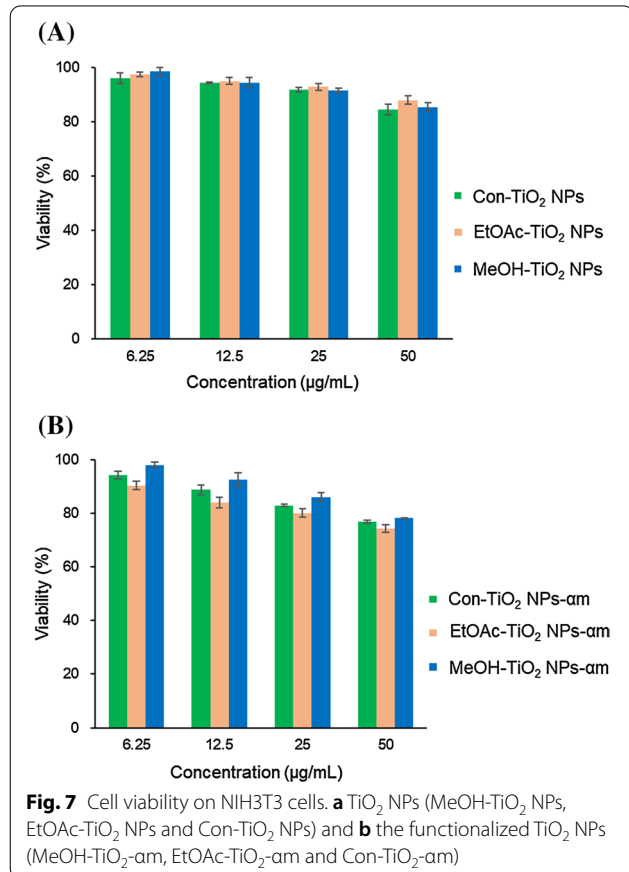 (A)
100
80
60
40
20
0
Viability (%)
6.25 12.5 25 50
Concentration (µg/mL)
Con-TiO₂ NPs
EtOAc-TiO₂ NPs
MeOH-TiO₂ NPs
(B)
100
80
60
40
20
0
Viability (%)
6.25 12.5 25 50
Concentration (µg/mL)
Con-TiO₂ NPs-αm
EtOAc-TiO₂ NPs-αm
MeOH-TiO₂ NPs-αm
Fig. 7 Cell viability on NIH3T3 cells. a TiO₂ NPs (MeOH-TiO₂ NPs,
EtOAc-TiO₂ NPs and Con-TiO₂ NPs) and b the functionalized TiO₂ NPs
(MeOH-TiO₂-αm, EtOAc-TiO₂-αm and Con-TiO₂-αm)